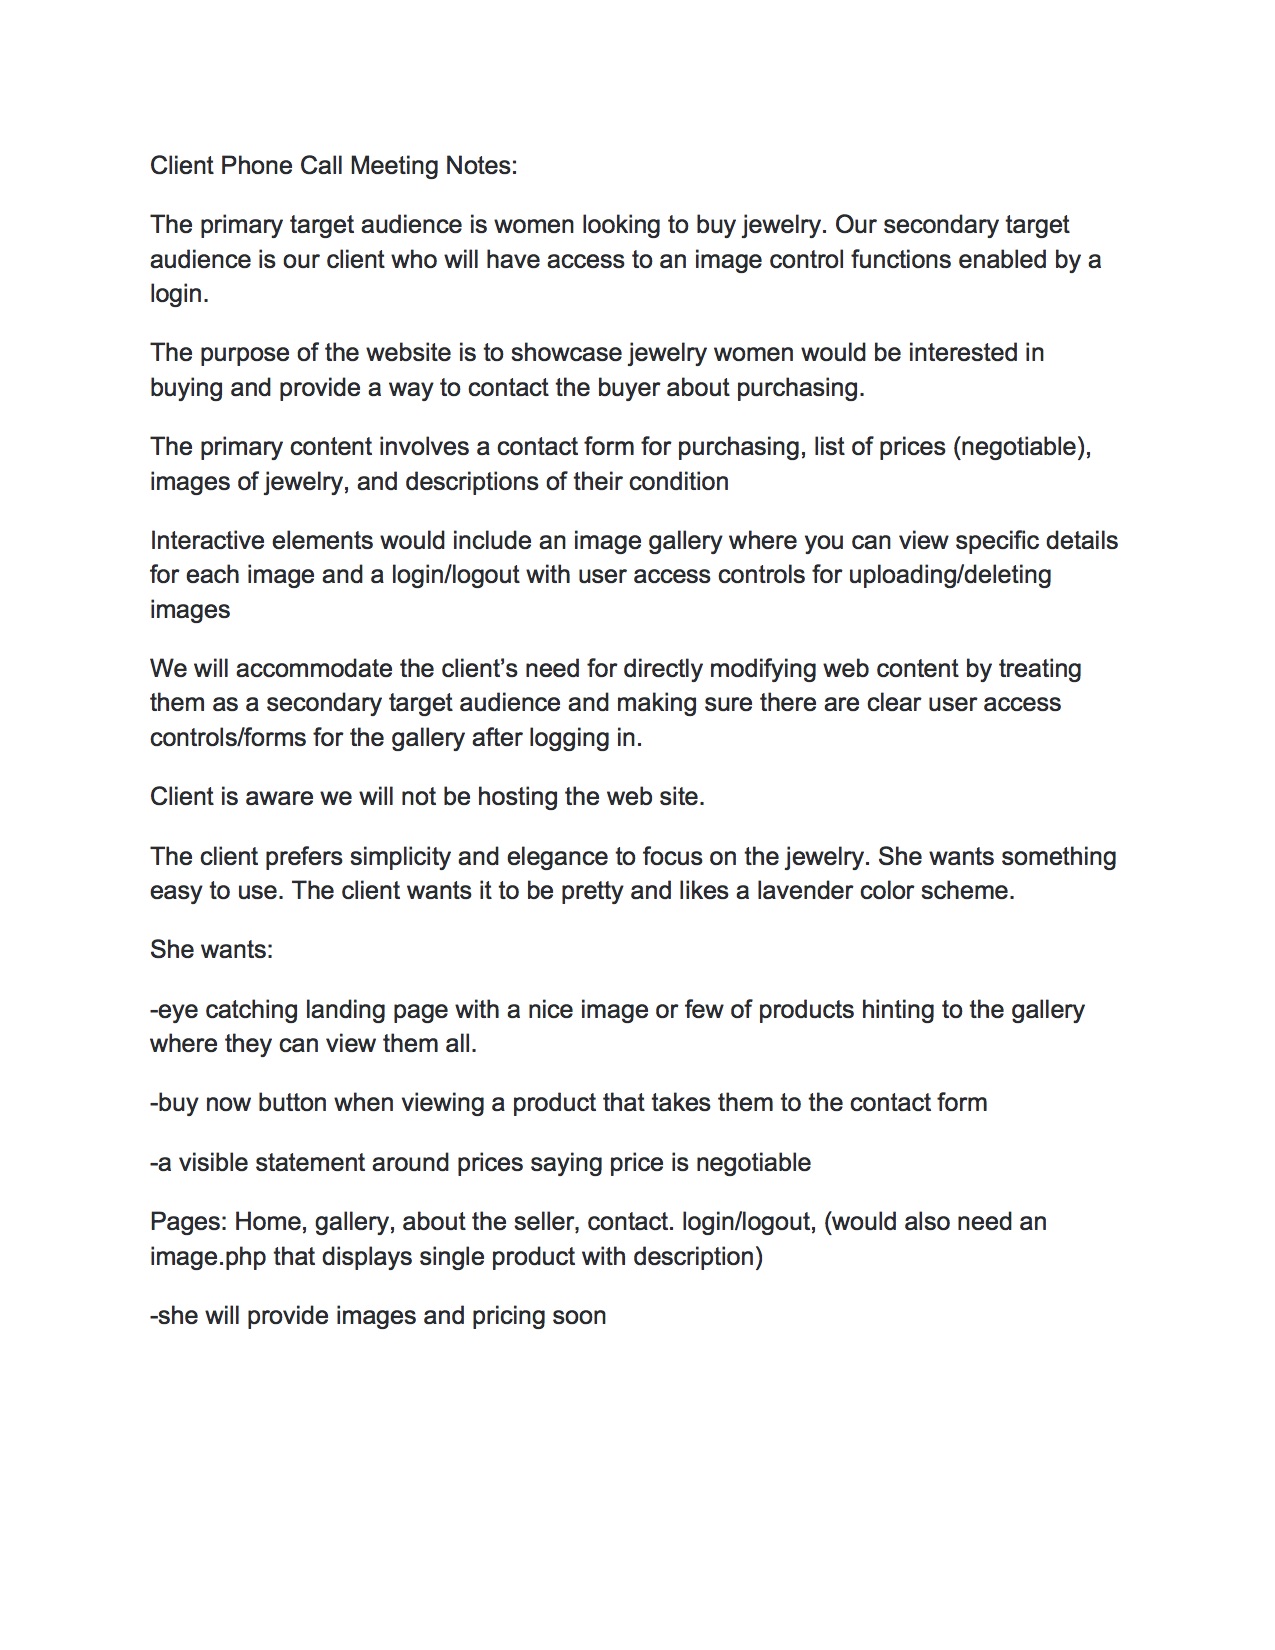 Client Phone Call Meeting Notes:
The primary target audience is women looking to buy jewelry. Our secondary target
audience is our client who will have access to an image control functions enabled by a
login.
The purpose of the website is to showcase jewelry women would be interested in
buying and provide a way to contact the buyer about purchasing.
The primary content involves a contact form for purchasing, list of prices (negotiable),
images of jewelry, and descriptions of their condition
Interactive elements would include an image gallery where you can view specific details
for each image and a login/logout with user access controls for uploading/deleting
images
We will accommodate the client’s need for directly modifying web content by treating
them as a secondary target audience and making sure there are clear user access
controls/forms for the gallery after logging in.
Client is aware we will not be hosting the web site.
The client prefers simplicity and elegance to focus on the jewelry. She wants something
easy to use. The client wants it to be pretty and likes a lavender color scheme.
She wants:
-eye catching landing page with a nice image or few of products hinting to the gallery
where they can view them all.
-buy now button when viewing a product that takes them to the contact form
-a visible statement around prices saying price is negotiable
Pages: Home, gallery, about the seller, contact. login/logout, (would also need an
image.php that displays single product with description)
-she will provide images and pricing soon